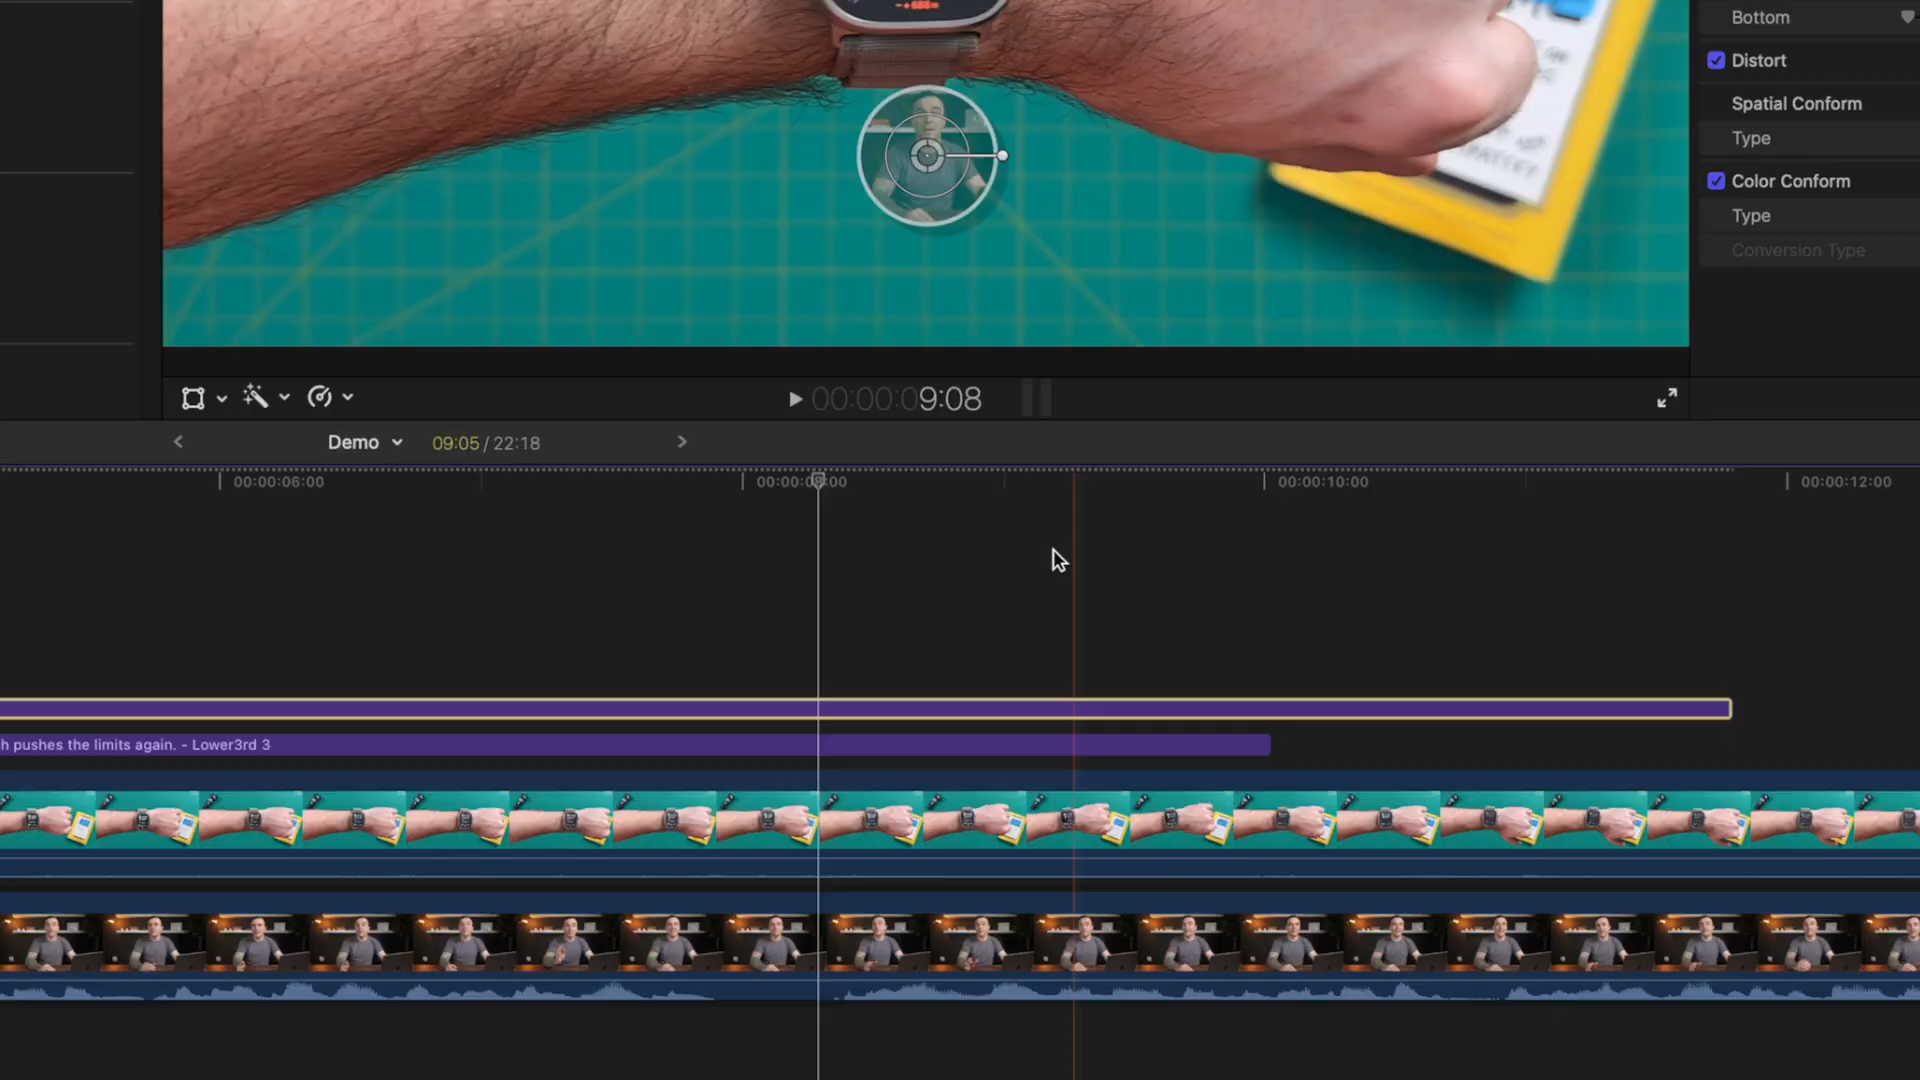 Bottom
Distort
Spatial Conform
Type
Color Conform
Type
Conversion Type
00:00:09:08
Demo
09:05 / 22:18
00:00:06:00
00:00:10:00
00:00:12:00
h pushes the limits again. - Lower3rd 3